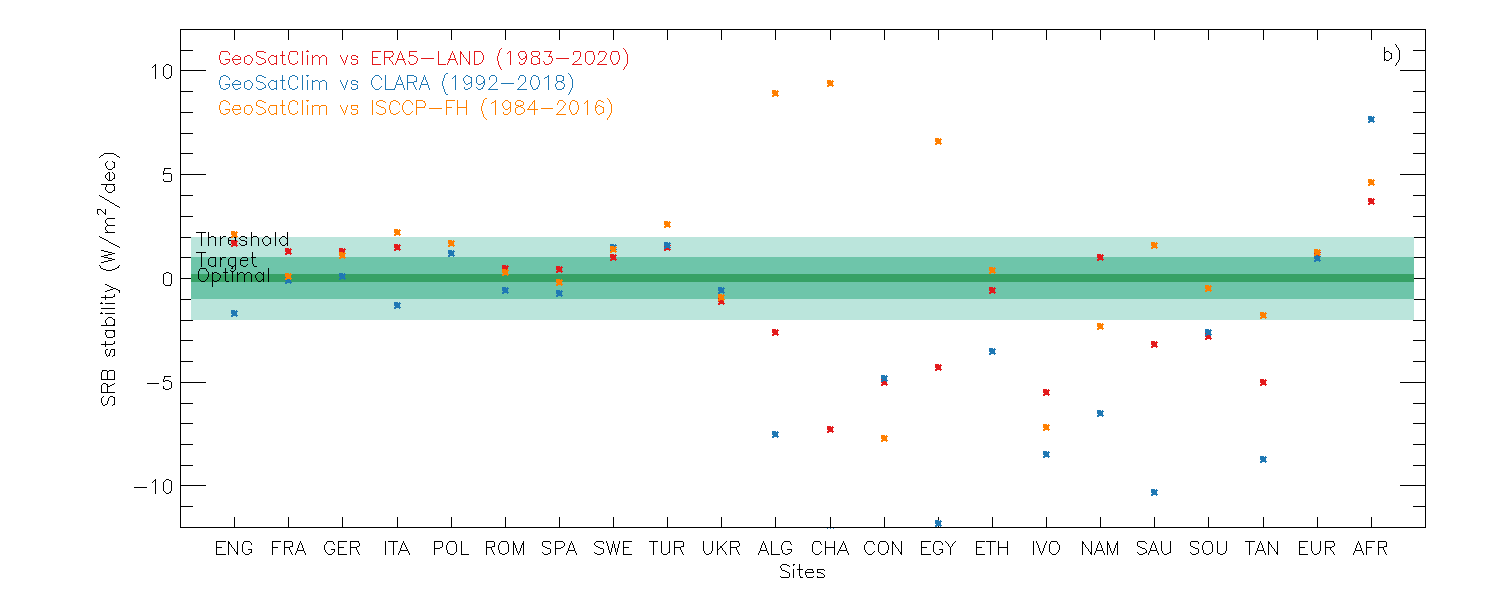 GeoSatClim vs ERA5-LAND (1983-2020)
b)
GeoSatClim vs CLARA (1992-2018)
GeoSatClim vs ISCCP-FH (1984-2016)
10
5
0
-5
-10
SRB stability (W/m²/dec)
Threshold
Target
Optimal
ENG FRA GER ITA POL ROM SPA SWE TUR UKR ALG CHA CON EGY ETH IVO NAM SAU SOU TAN EUR AFR
Sites